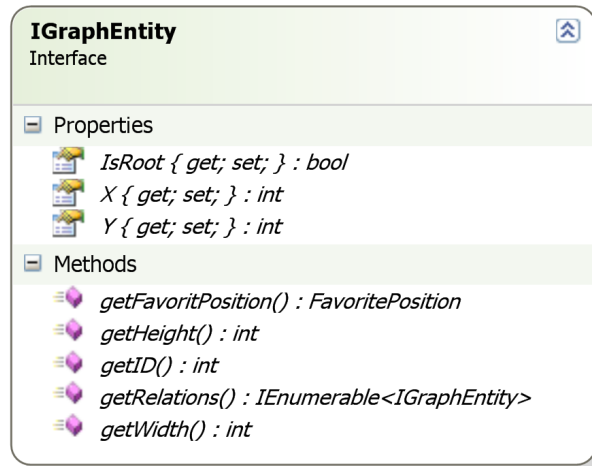 IGraphEntity
Interface
Properties
IsRoot { get; set; } : bool
X { get; set; } : int
Y { get; set; } : int
Methods
getFavoritPosition() : FavoritePosition
getHeight() : int
getID() : int
getRelations() : IEnumerable<IGraphEntity>
getWidth() : int